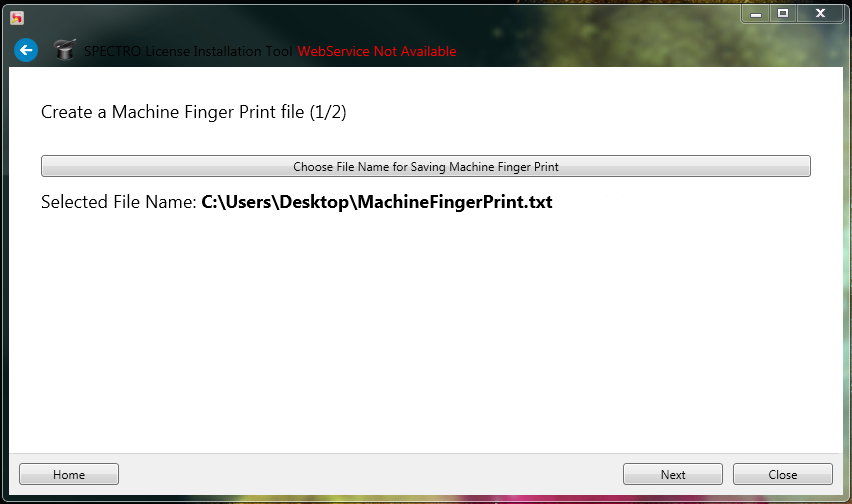 SPECTRO License Installation Tool WebService Not Available
Create a Machine Finger Print file (1/2)
Choose File Name for Saving Machine Finger Print
Selected File Name: C:\Users\Desktop\MachineFingerPrint.txt
Home Next Close